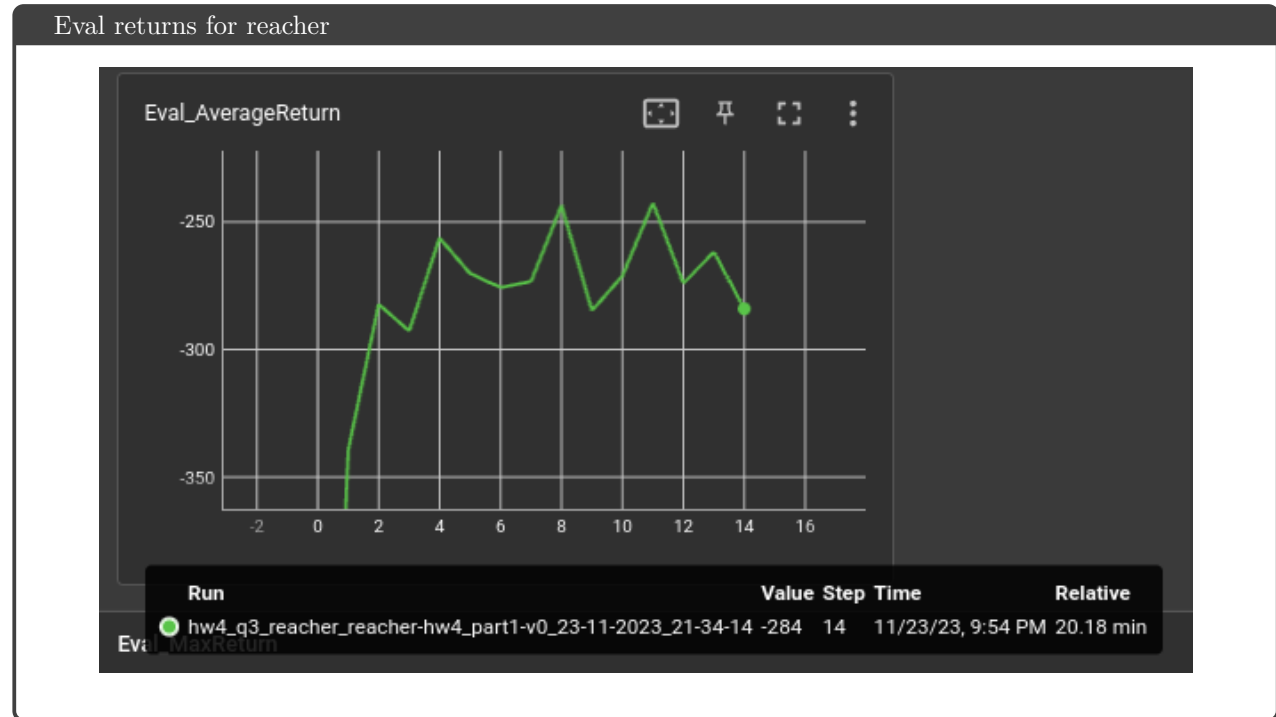 Eval returns for reacher
Eval_AverageReturn
-250
-300
-350
-2 0 2 4 6 8 10 12 14 16
Run Value Step Time Relative
hw4_q3_reacher_reacher-hw4_part1-v0_23-11-2023_21-34-14 -284 14 11/23/23, 9:54 PM 20.18 min
Eval_MaxReturn